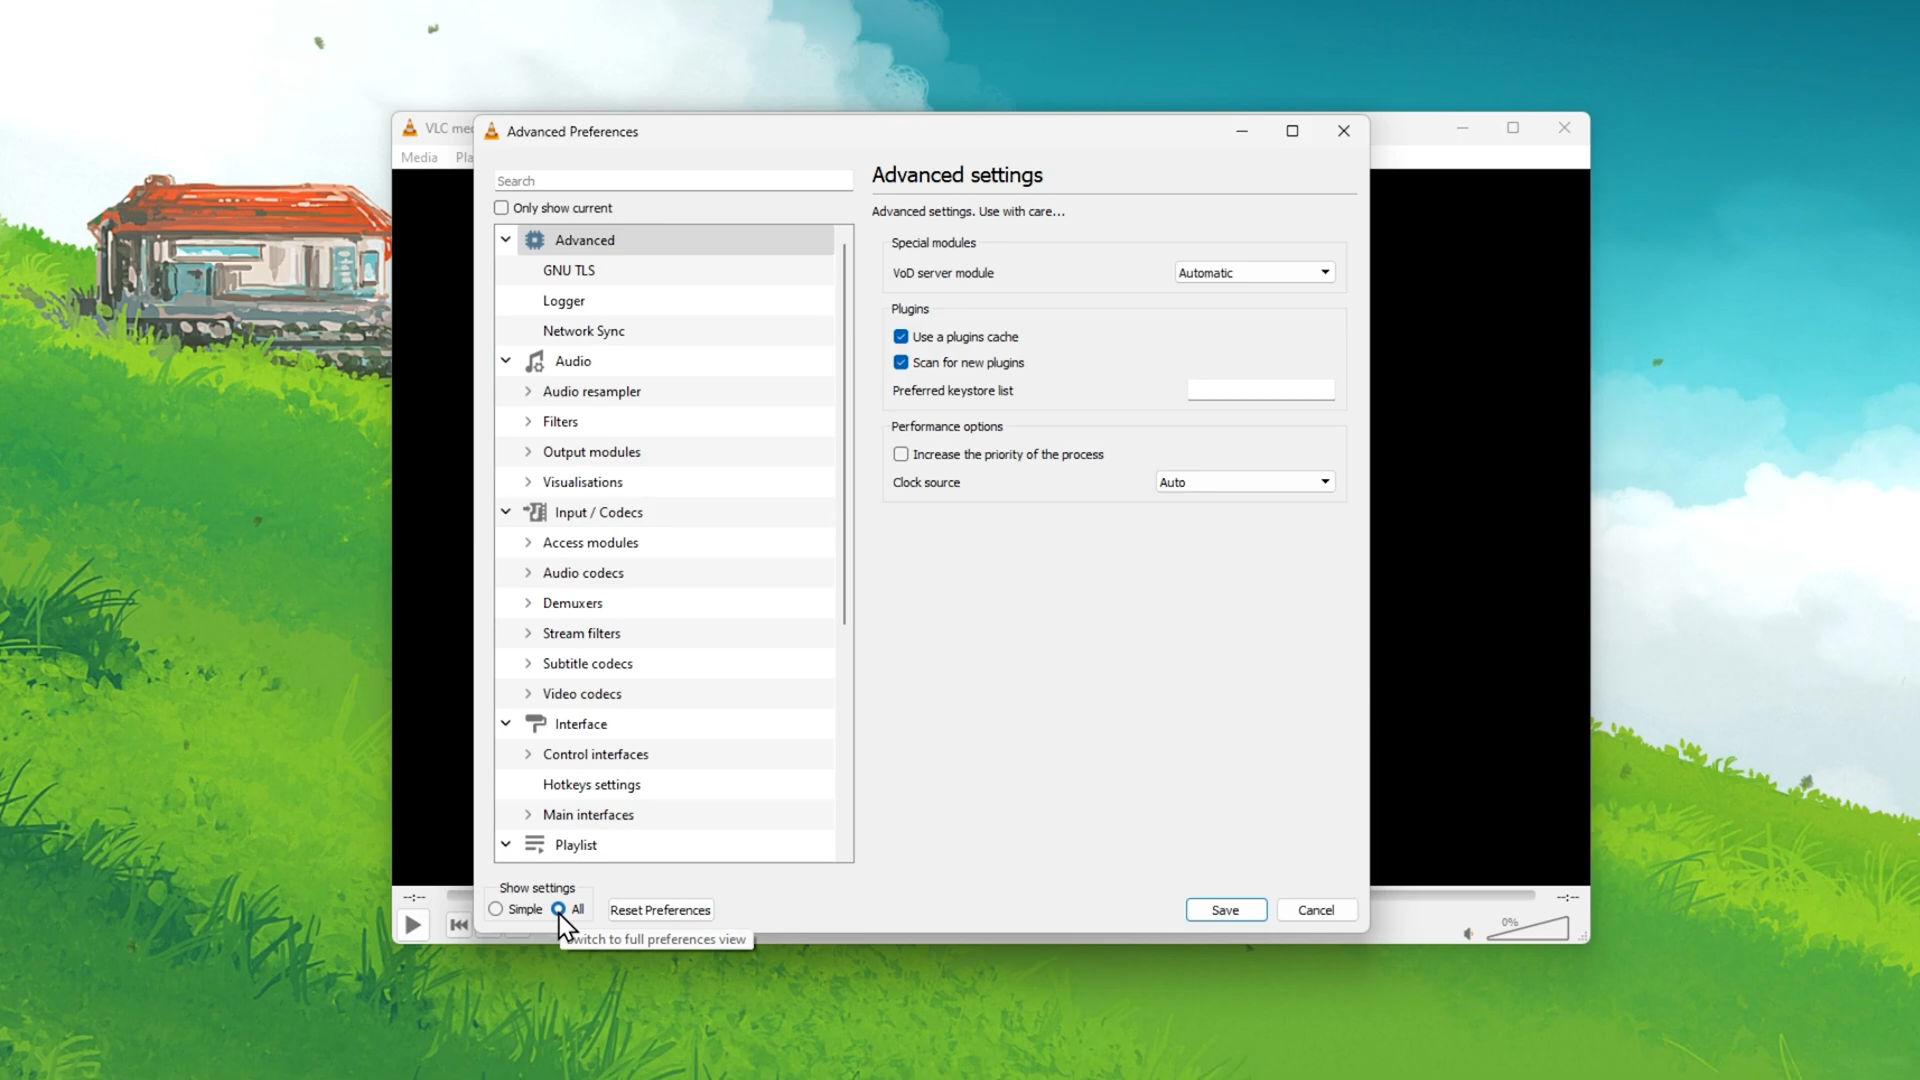 VLC me
Advanced Preferences
Media Pla
Search
Only show current
Advanced
GNU TLS
Logger
Network Sync
Audio
Audio resampler
Filters
Output modules
Visualisations
Input / Codecs
Access modules
Audio codecs
Demuxers
Stream filters
Subtitle codecs
Video codecs
Interface
Control interfaces
Hotkeys settings
Main interfaces
Playlist
Advanced settings
Advanced settings. Use with care...
Special modules
VoD server module Automatic
Plugins
Use a plugins cache
Scan for new plugins
Preferred keystore list
Performance options
Increase the priority of the process
Clock source Auto
Show settings
Simple All Reset Preferences Save Cancel
witch to full preferences view
--:-- --:--
0%